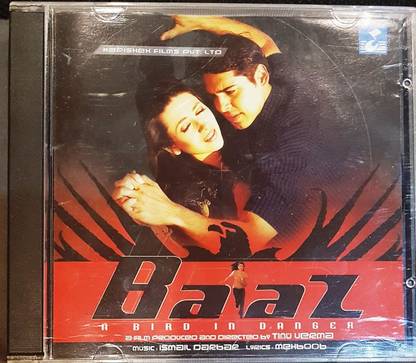 KARISHEK FILMS PVT. LTD
Baaz
A BIRD IN DANGER
A FILM PRODUCED AND DIRECTED BY TINU VERMA
MUSIC : ISMAIL DARBAR LYRICS : MEHBOOB